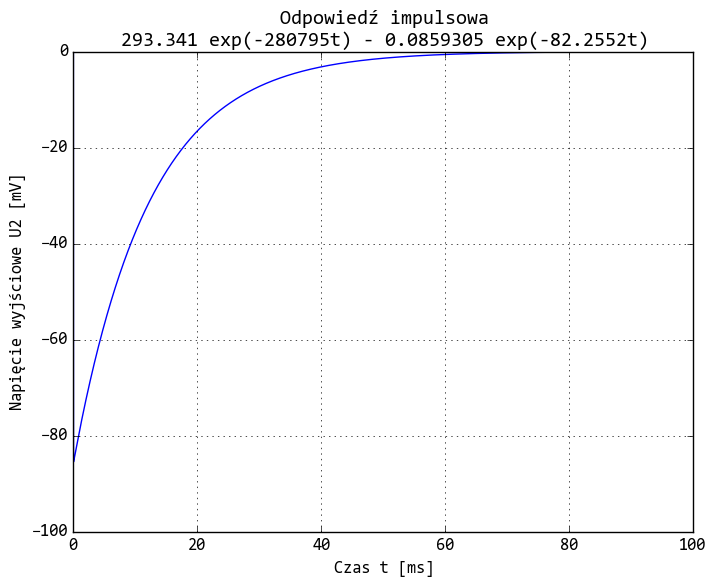 Odpowiedź impulsowa
293.341 exp(-280795t) - 0.0859305 exp(-82.2552t)
0
−20
−40
−60
−80
−100
Napięcie wyjściowe U2 [mV]
0 20 40 60 80 100
Czas t [ms]